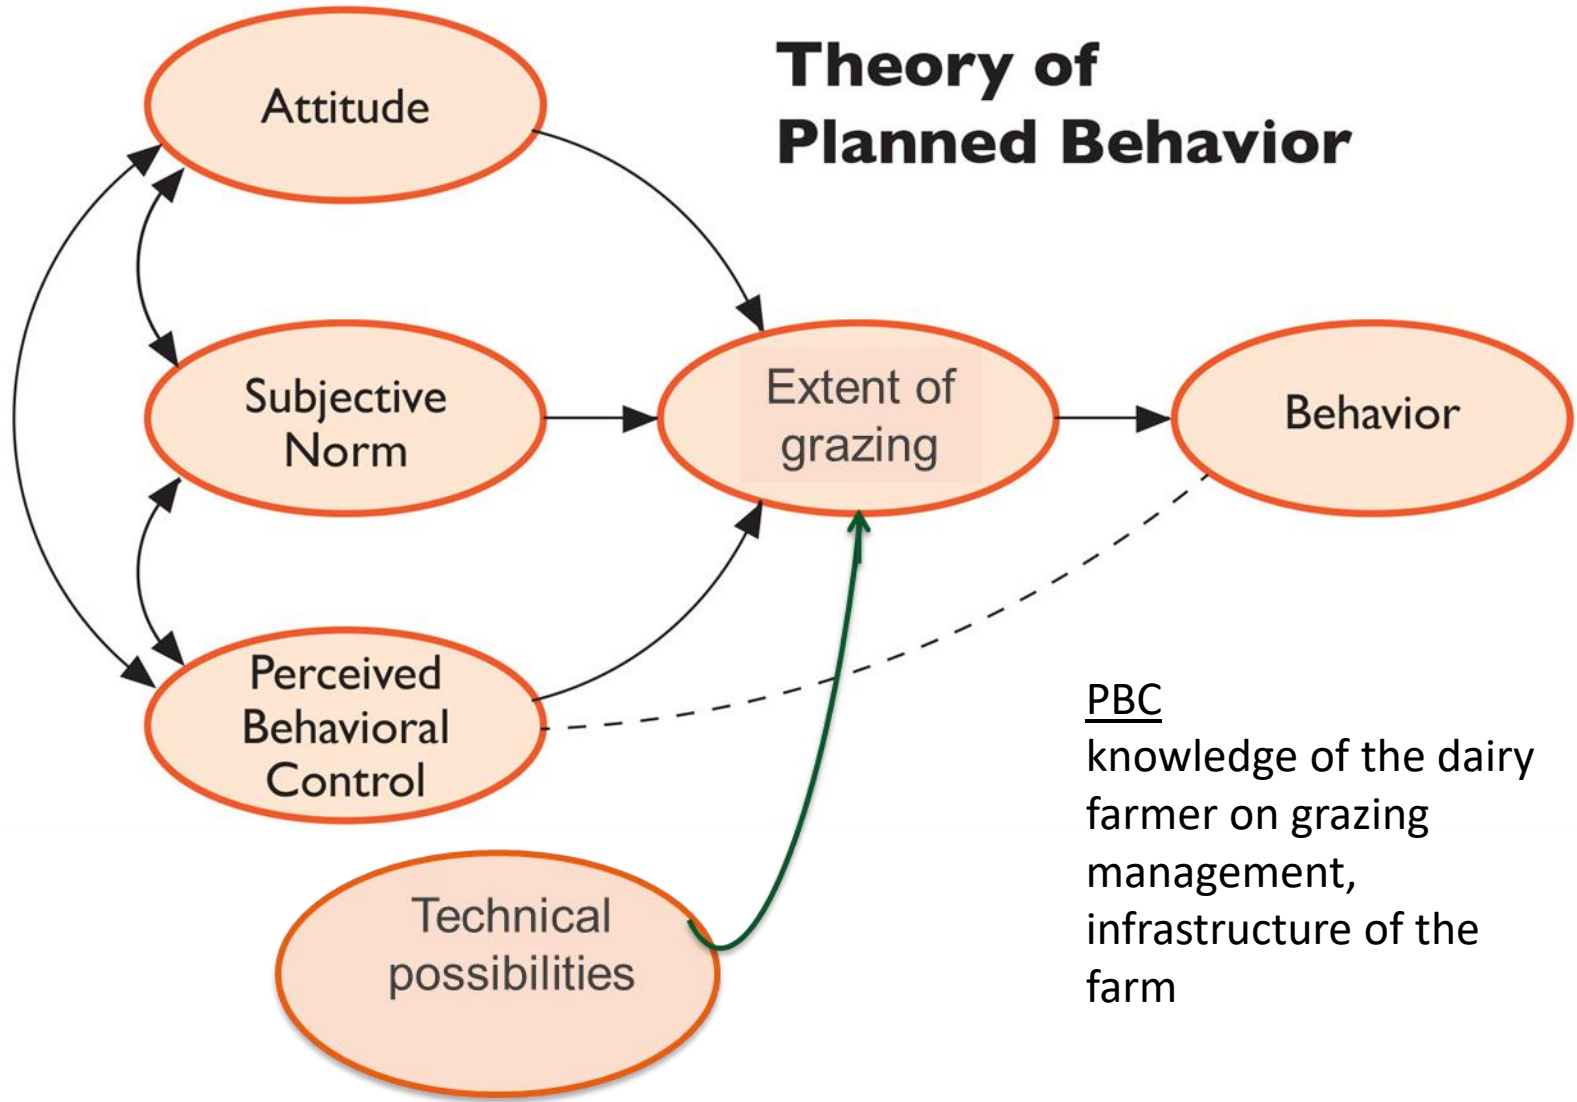 Theory of
Planned Behavior
Attitude
Subjective
Norm
Extent of
grazing
Behavior
Perceived
Behavioral
Control
Technical
possibilities
PBC
knowledge of the dairy
farmer on grazing
management,
infrastructure of the
farm